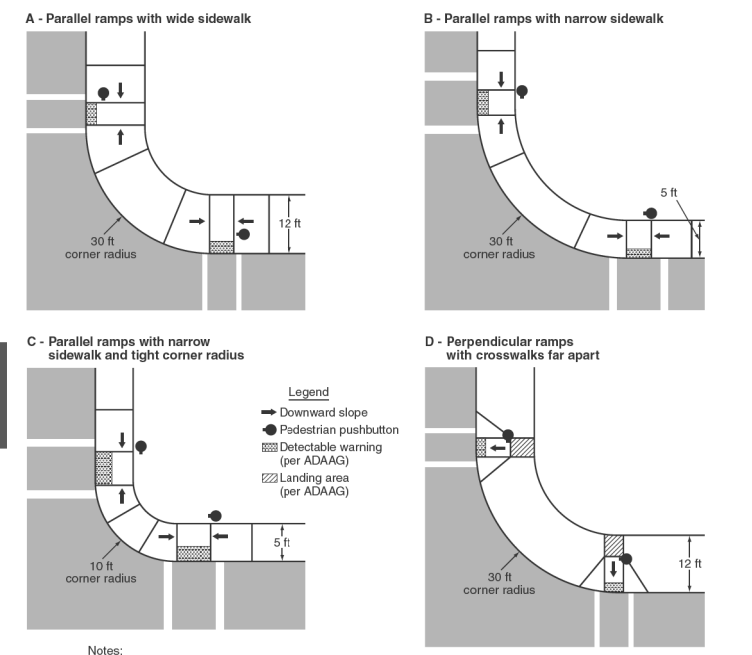 A - Parallel ramps with wide sidewalk
30 ft
corner radius
12 ft
B - Parallel ramps with narrow sidewalk
5 ft
30 ft
corner radius
C - Parallel ramps with narrow
sidewalk and tight corner radius
10 ft
corner radius
5 ft
Legend
Downward slope
Pedestrian pushbutton
Detectable warning
(per ADAAG)
Landing area
(per ADAAG)
D - Perpendicular ramps
with crosswalks far apart
30 ft
corner radius
12 ft
Notes: